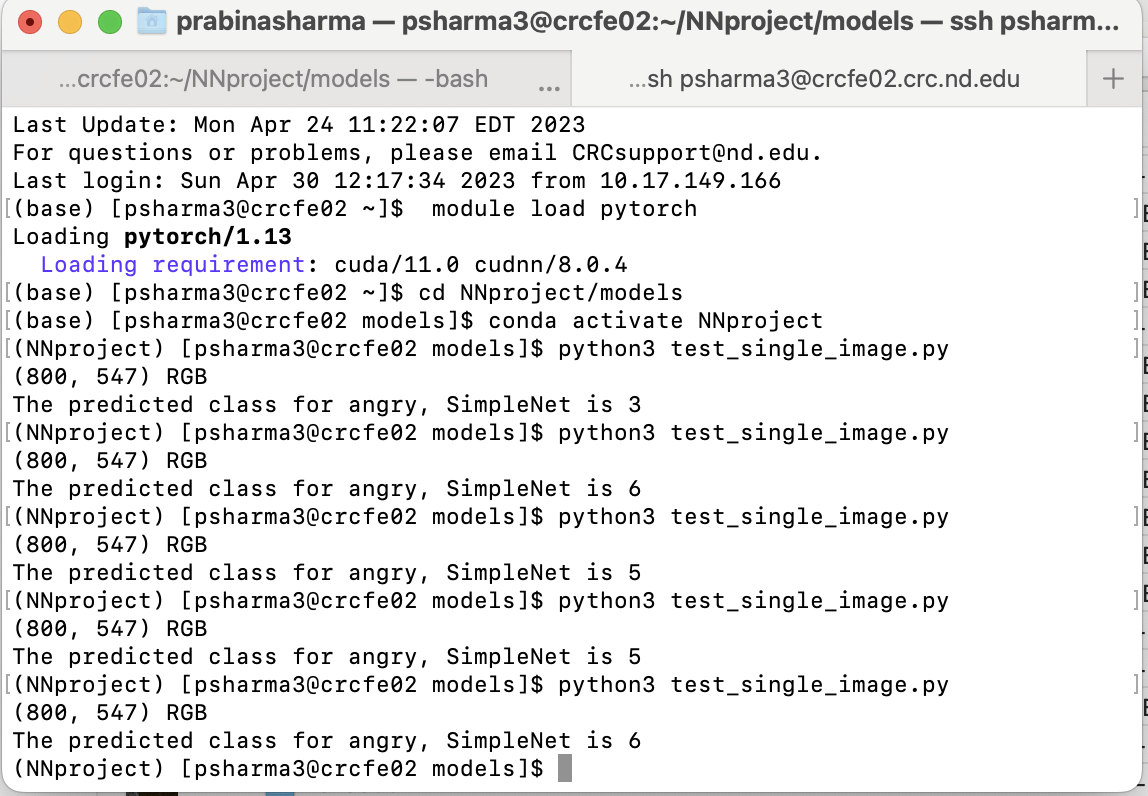 prabinasharma — psharma3@crcfe02:~/NNproject/models — ssh psharm...
...crcfe02:~/NNproject/models — -bash ...
...sh psharma3@crcfe02.crc.nd.edu +
Last Update: Mon Apr 24 11:22:07 EDT 2023
For questions or problems, please email CRCsupport@nd.edu.
Last login: Sun Apr 30 12:17:34 2023 from 10.17.149.166
[(base) [psharma3@crcfe02 ~]$  module load pytorch ]
Loading pytorch/1.13
  Loading requirement: cuda/11.0 cudnn/8.0.4
[(base) [psharma3@crcfe02 ~]$ cd NNproject/models ]
[(base) [psharma3@crcfe02 models]$ conda activate NNproject ]
[(NNproject) [psharma3@crcfe02 models]$ python3 test_single_image.py ]
(800, 547) RGB
The predicted class for angry, SimpleNet is 3
[(NNproject) [psharma3@crcfe02 models]$ python3 test_single_image.py ]
(800, 547) RGB
The predicted class for angry, SimpleNet is 6
[(NNproject) [psharma3@crcfe02 models]$ python3 test_single_image.py ]
(800, 547) RGB
The predicted class for angry, SimpleNet is 5
[(NNproject) [psharma3@crcfe02 models]$ python3 test_single_image.py ]
(800, 547) RGB
The predicted class for angry, SimpleNet is 5
[(NNproject) [psharma3@crcfe02 models]$ python3 test_single_image.py ]
(800, 547) RGB
The predicted class for angry, SimpleNet is 6
(NNproject) [psharma3@crcfe02 models]$